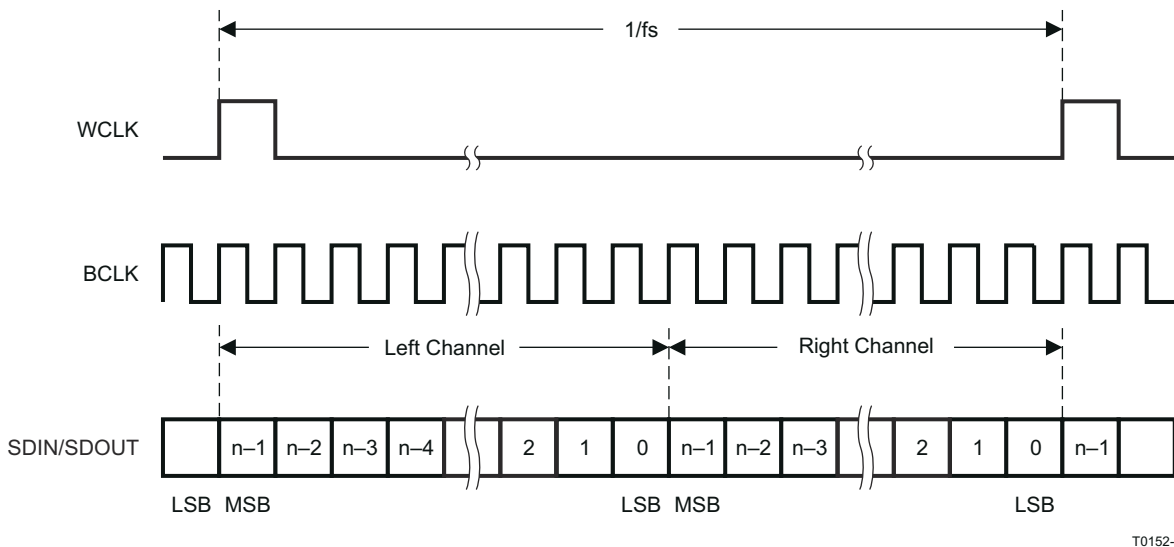 1/fs
WCLK
BCLK
Left Channel Right Channel
SDIN/SDOUT n–1 n–2 n–3 n–4 2 1 0 n–1 n–2 n–3 2 1 0 n–1
LSB MSB LSB MSB LSB
T0152-